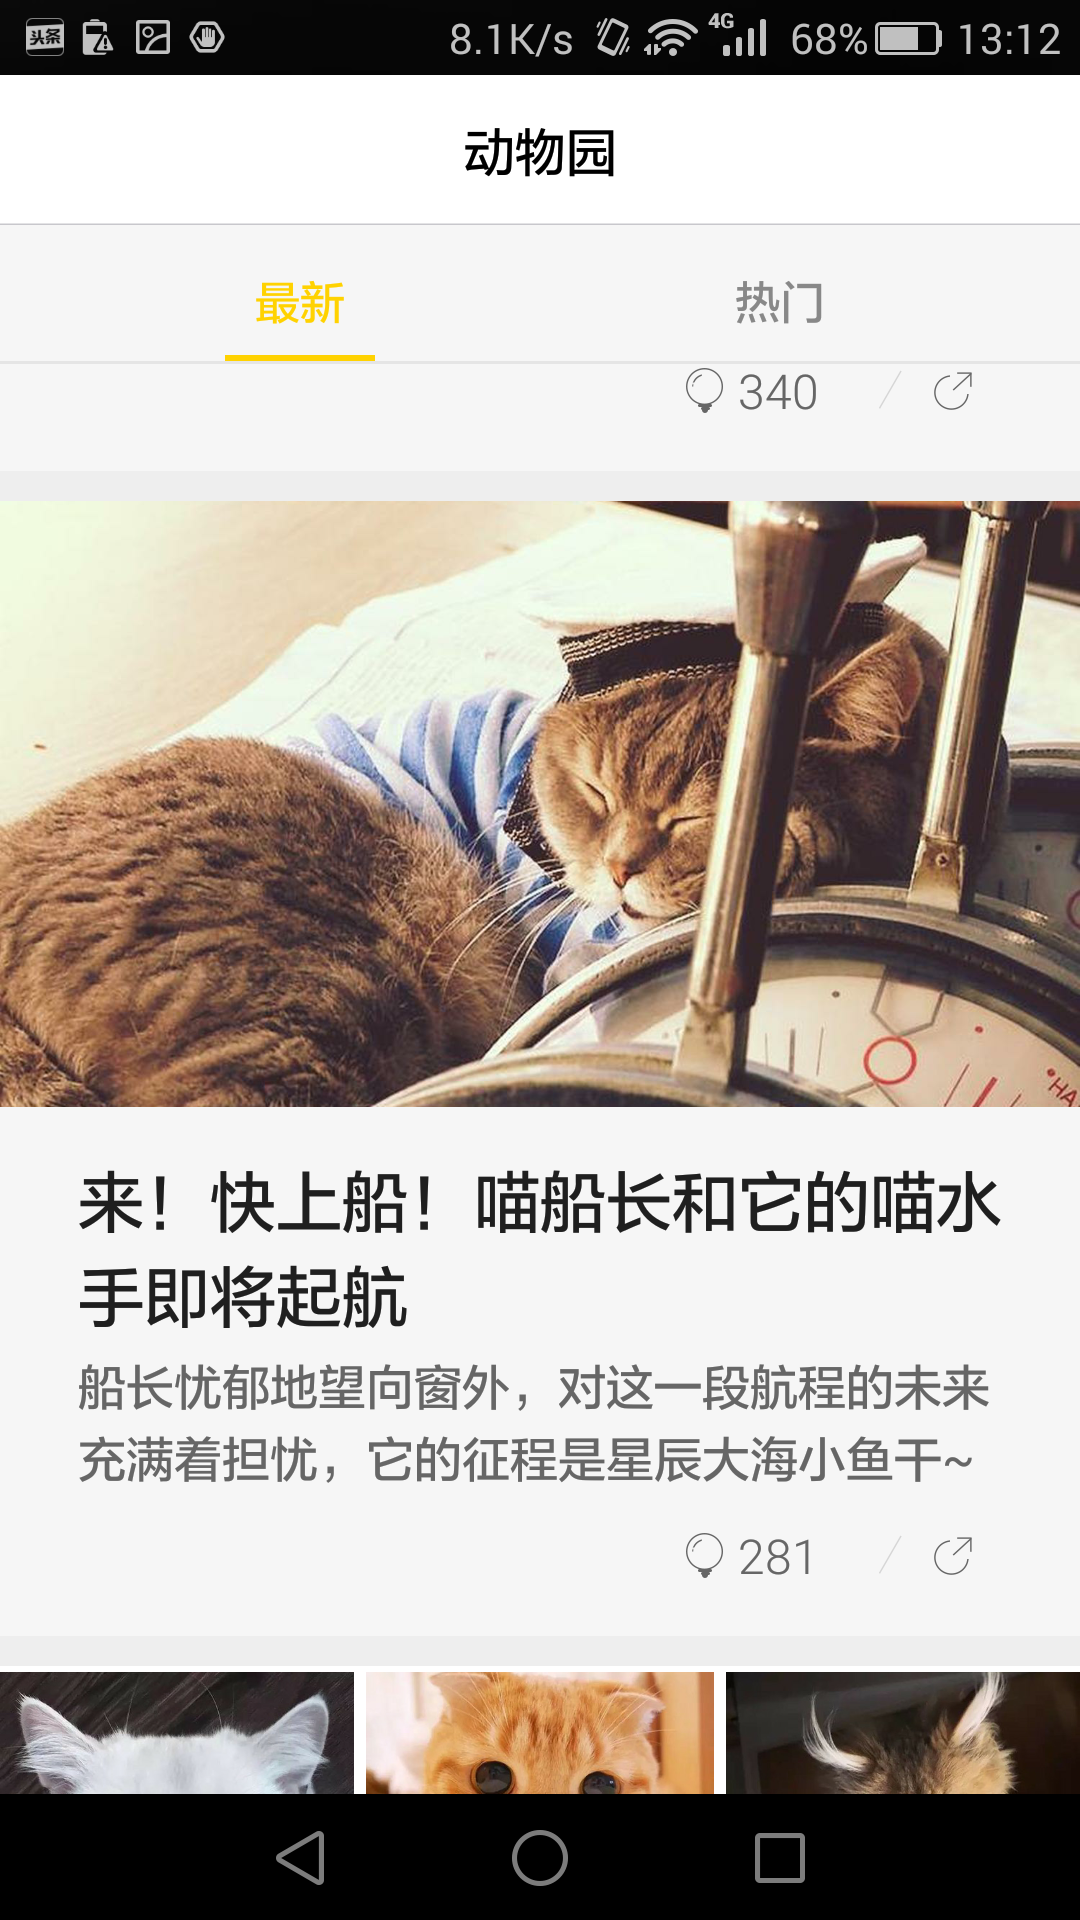 头条 8.1K/s 4G 68% 13:12
动物园
最新 热门
340
来！快上船！喵船长和它的喵水
手即将起航
船长忧郁地望向窗外，对这一段航程的未来
充满着担忧，它的征程是星辰大海小鱼干~
281